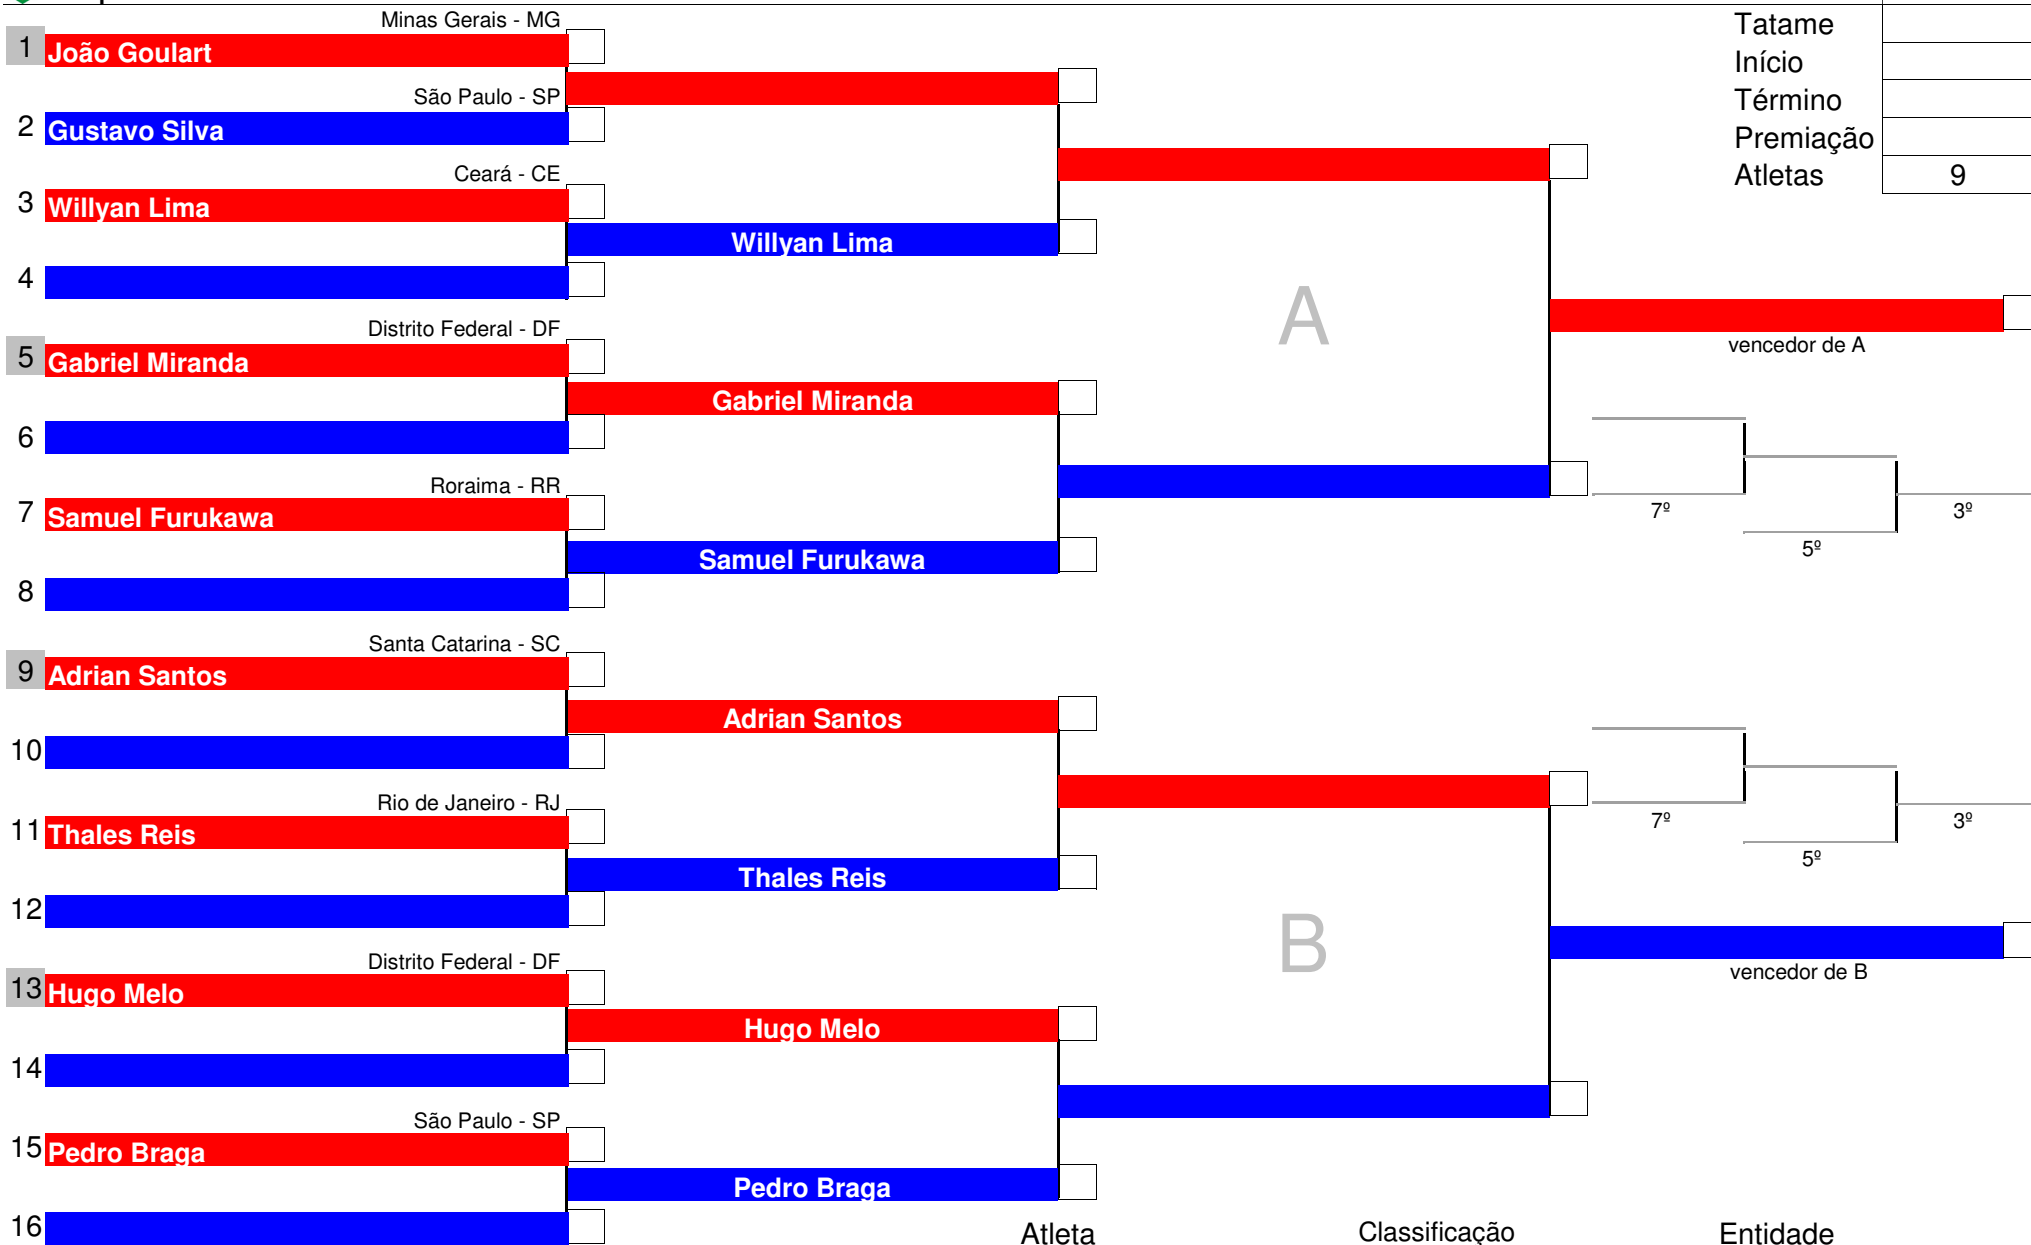 Minas Gerais - MG
1 João Goulart
São Paulo - SP
2 Gustavo Silva
Ceará - CE
3 Willyan Lima
Willyan Lima
4
Distrito Federal - DF
5 Gabriel Miranda
Gabriel Miranda
6
Roraima - RR
7 Samuel Furukawa
Samuel Furukawa
8
Santa Catarina - SC
9 Adrian Santos
Adrian Santos
10
Rio de Janeiro - RJ
11 Thales Reis
Thales Reis
12
Distrito Federal - DF
13 Hugo Melo
Hugo Melo
14
São Paulo - SP
15 Pedro Braga
Pedro Braga
16
A
B
Tatame
Início
Término
Premiação
Atletas 9
vencedor de A
7º
5º
3º
7º
5º
3º
vencedor de B
Atleta Classificação Entidade